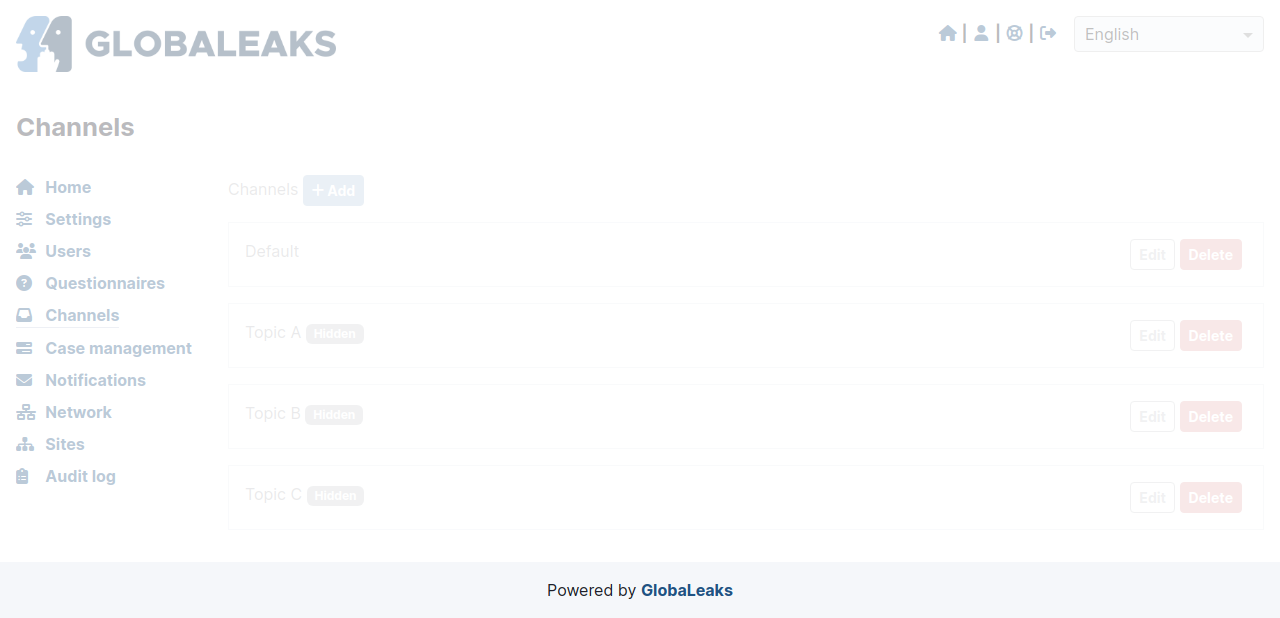 GLOBALEAKS
English
Channels
Home
Settings
Users
Questionnaires
Channels
Case management
Notifications
Network
Sites
Audit log
Channels Add
Default Edit Delete
Topic A Hidden Edit Delete
Topic B Hidden Edit Delete
Topic C Hidden Edit Delete
Powered by GlobaLeaks